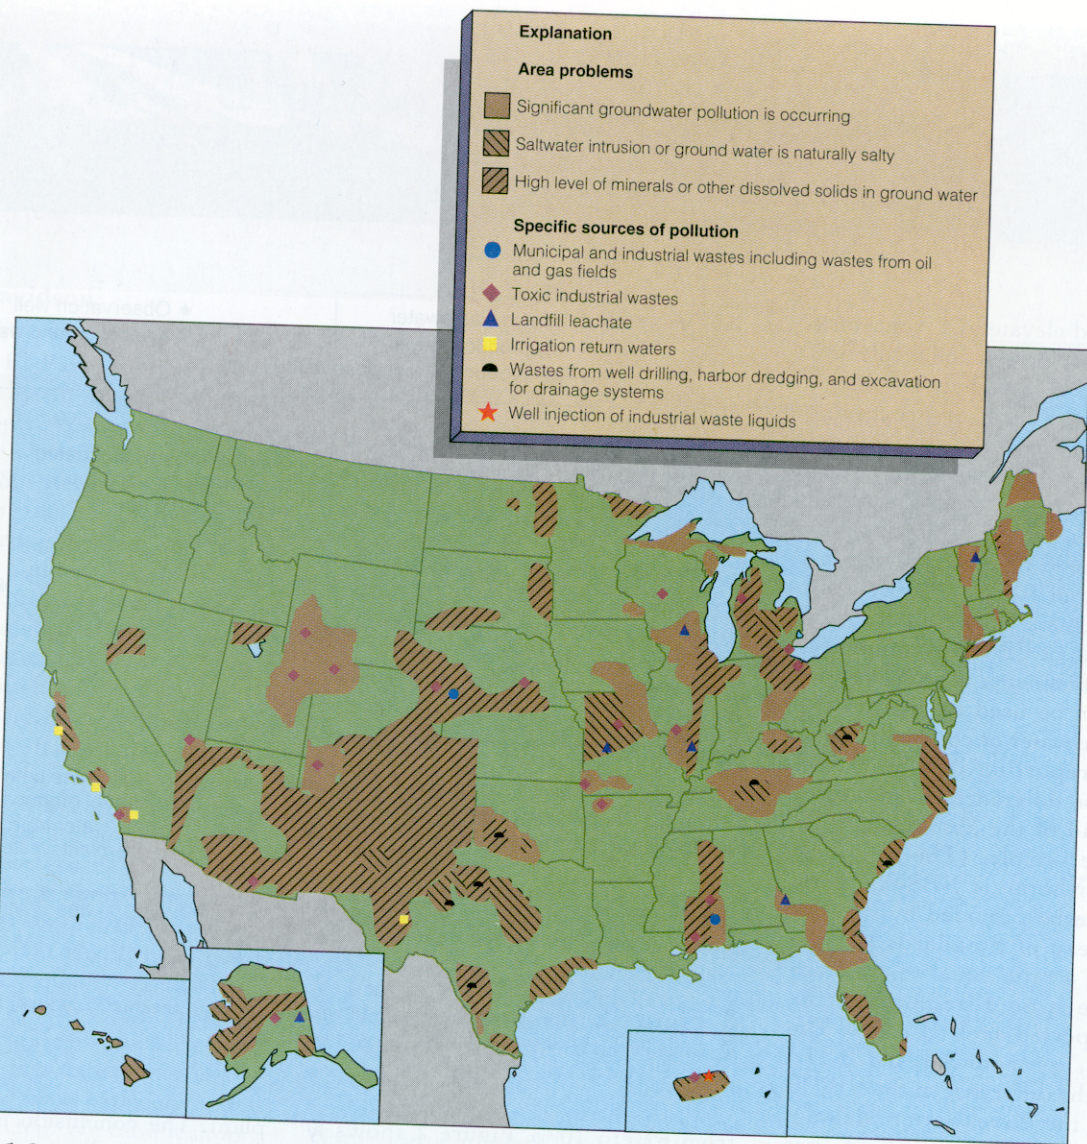 Explanation
Area problems
Significant groundwater pollution is occurring
Saltwater intrusion or ground water is naturally salty
High level of minerals or other dissolved solids in ground water
Specific sources of pollution
Municipal and industrial wastes including wastes from oil
and gas fields
Toxic industrial wastes
Landfill leachate
Irrigation return waters
Wastes from well drilling, harbor dredging, and excavation
for drainage systems
Well injection of industrial waste liquids